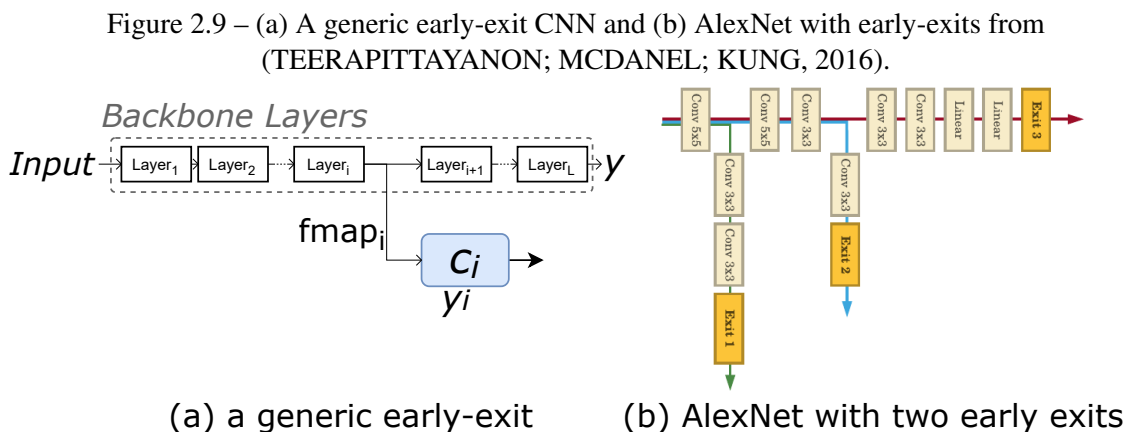 Figure 2.9 – (a) A generic early-exit CNN and (b) AlexNet with early-exits from
(TEERAPITTAYANON; MCDANEL; KUNG, 2016).
Backbone Layers
Input
Layer1
Layer2
Layeri
Layeri+1
LayerL
y
fmapi
Ci
yi
(a) a generic early-exit
Conv 5x5
Conv 5x5
Conv 3x3
Conv 3x3
Conv 3x3
Linear
Linear
Exit 3
Conv 3x3
Conv 3x3
Exit 1
Conv 3x3
Exit 2
(b) AlexNet with two early exits